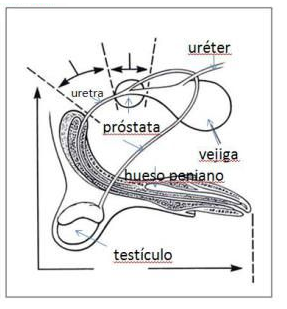 uréter
uretra
próstata
vejiga
hueso peniano
testículo